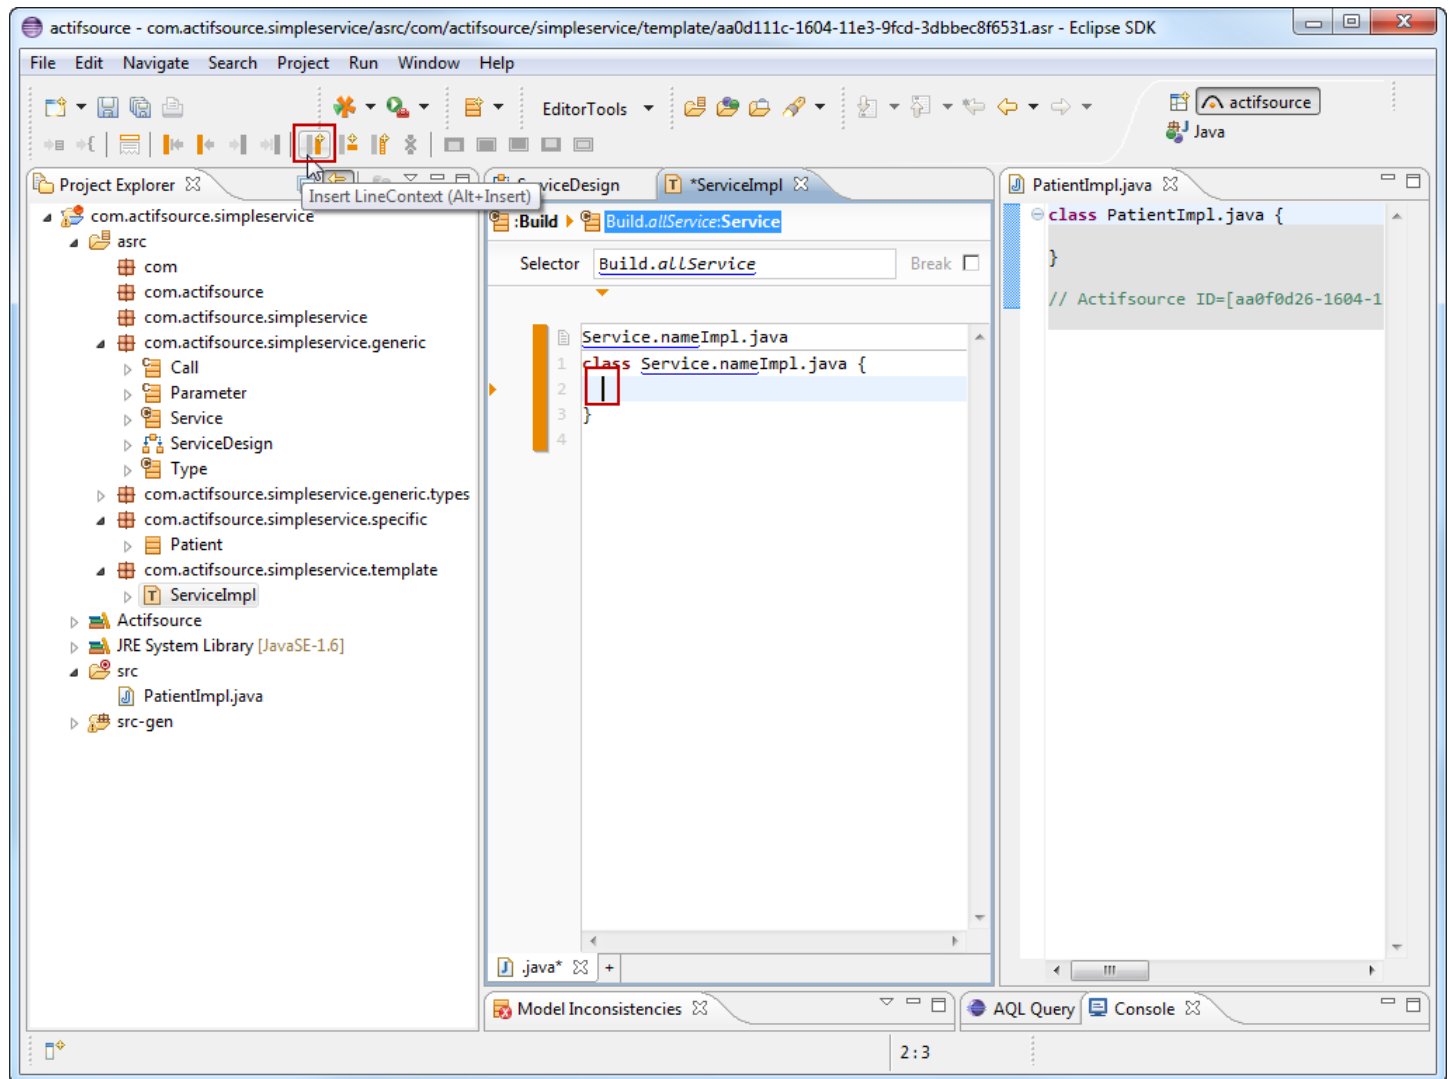 actifsource - com.actifsource.simpleservice/asrc/com/actifsource/simpleservice/template/aa0d111c-1604-11e3-9fcd-3dbbec8f6531.asr - Eclipse SDK
File Edit Navigate Search Project Run Window Help
EditorTools
actifsource
Java
Project Explorer
Insert LineContext (Alt+Insert)
com.actifsource.simpleservice
asrc
com
com.actifsource
com.actifsource.simpleservice
com.actifsource.simpleservice.generic
Call
Parameter
Service
ServiceDesign
Type
com.actifsource.simpleservice.generic.types
com.actifsource.simpleservice.specific
Patient
com.actifsource.simpleservice.template
ServiceImpl
Actifsource
JRE System Library [JavaSE-1.6]
src
PatientImpl.java
src-gen
viceDesign
*ServiceImpl
:Build Build.allService:Service
Selector Build.allService Break
Service.nameImpl.java
1 class Service.nameImpl.java {
2
3 }
4
.java* +
PatientImpl.java
class PatientImpl.java {
}
// Actifsource ID=[aa0f0d26-1604-1
Model Inconsistencies
AQL Query Console
2:3